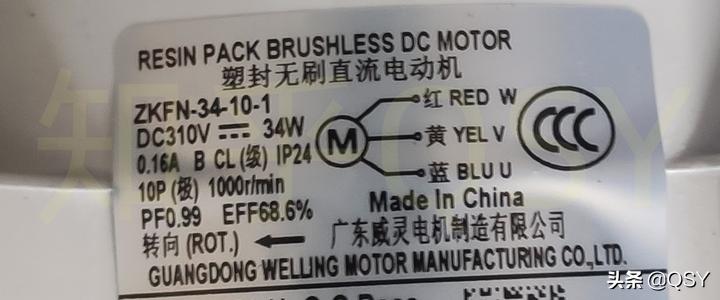 RESIN PACK BRUSHLESS DC MOTOR
塑封无刷直流电动机
ZKFN-34-10-1
DC310V ⎓ 34W
0.16A B CL(级) IP24
10P(极) 1000r/min
PF0.99 EFF68.6%
转向(ROT.) ←
M
红 RED W
黄 YEL V
蓝 BLU U
CCC
Made In China
广东威灵电机制造有限公司
GUANGDONG WELLING MOTOR MANUFACTURING CO.,LTD.
头条 @QSY